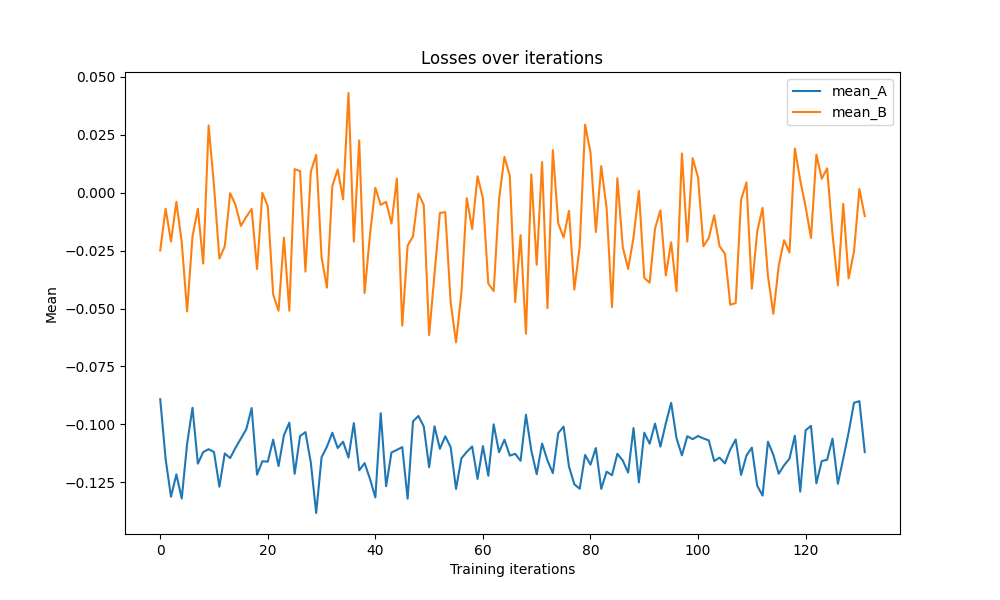 Losses over iterations
mean_A
mean_B
Mean
0.050
0.025
0.000
−0.025
−0.050
−0.075
−0.100
−0.125
0 20 40 60 80 100 120
Training iterations